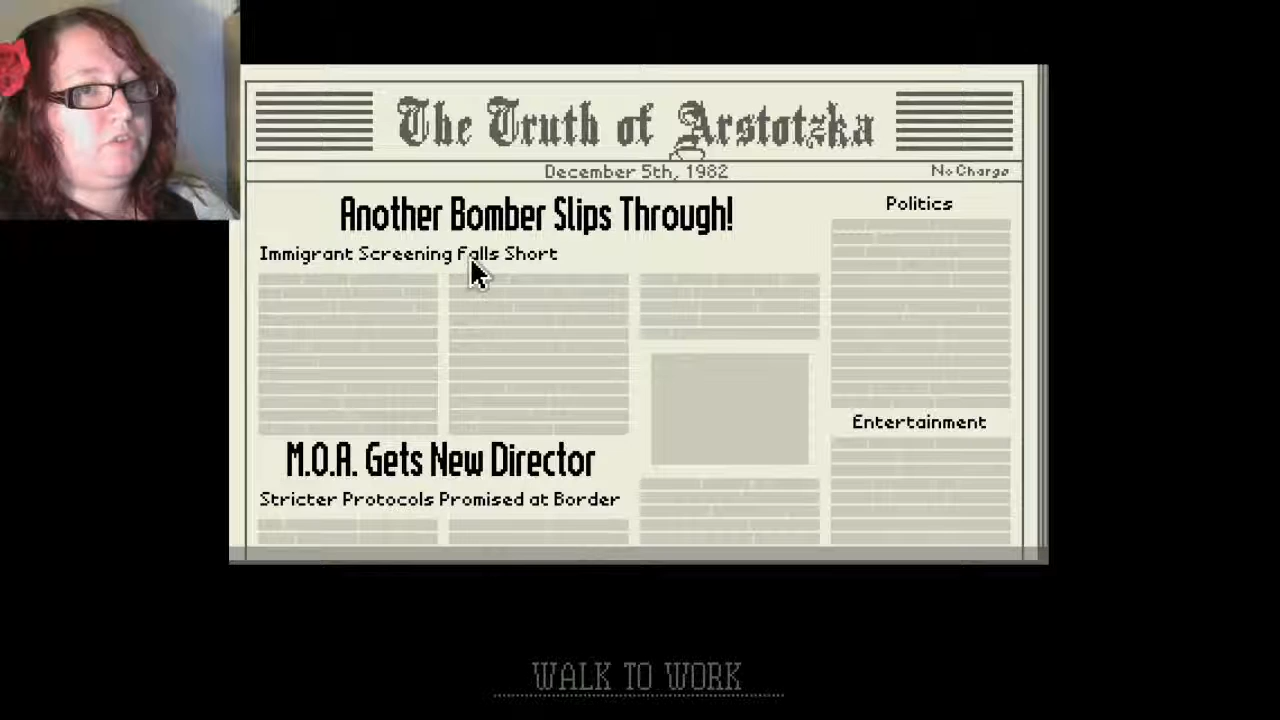 The Truth of Arstotzka
December 5th, 1982
No Charge
Another Bomber Slips Through!
Immigrant Screening Falls Short
M.O.A. Gets New Director
Stricter Protocols Promised at Border
Politics
Entertainment
WALK TO WORK